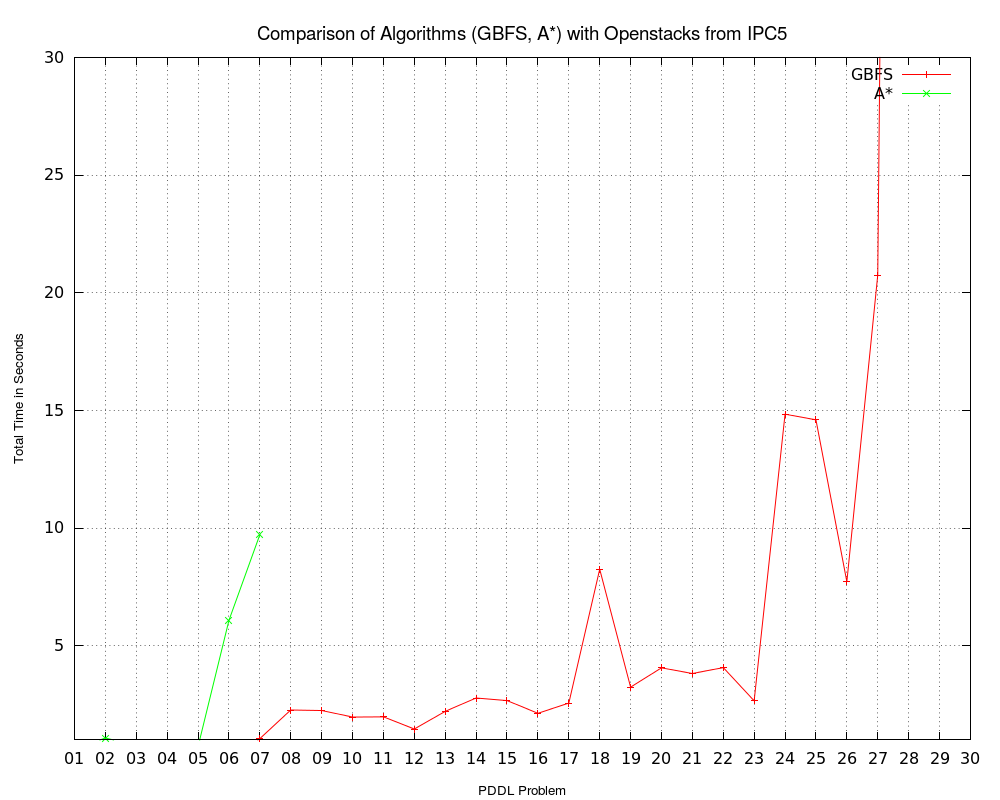 Comparison of Algorithms (GBFS, A*) with Openstacks from IPC5
30
GBFS
A*
25
20
15
10
5
Total Time in Seconds
01 02 03 04 05 06 07 08 09 10 11 12 13 14 15 16 17 18 19 20 21 22 23 24 25 26 27 28 29 30
PDDL Problem